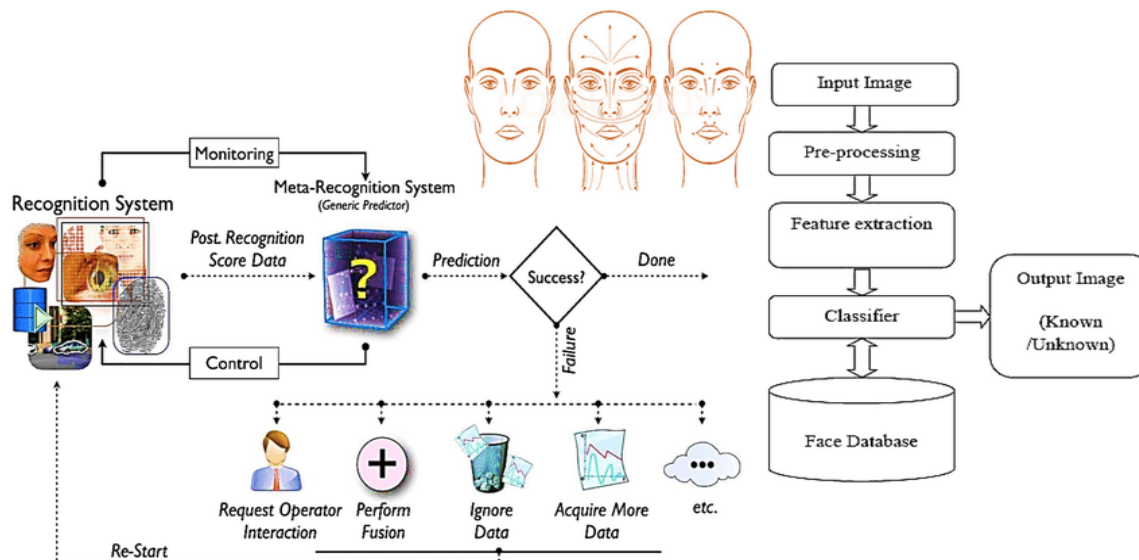 Monitoring
Meta-Recognition System
(Generic Predictor)
Recognition System
Post. Recognition
Score Data
?
Prediction
Success?
Done
Failure
Control
Request Operator
Interaction
+
Perform
Fusion
Ignore
Data
Acquire More
Data
•••
etc.
Re-Start
Input Image
Pre-processing
Feature extraction
Classifier
Output Image
(Known
/Unknown)
Face Database